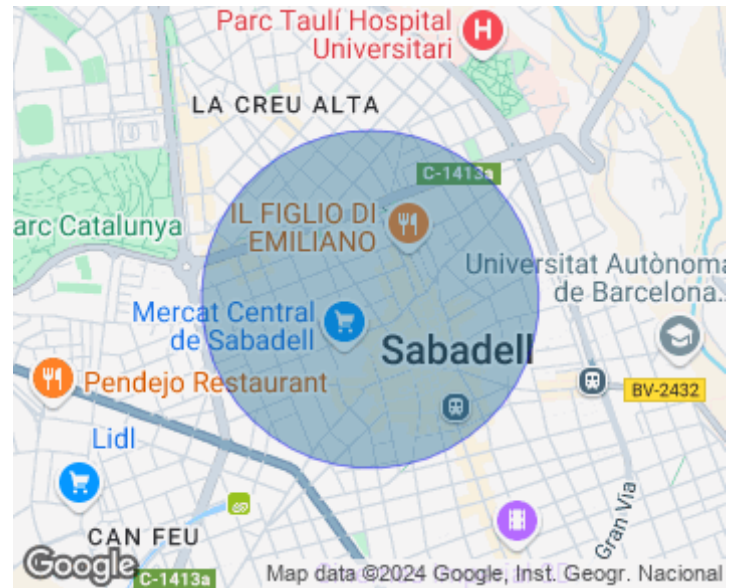 Parc Taulí Hospital
Universitari
H
LA CREU ALTA
C-1413a
IL FIGLIO DI
EMILIANO
arc Catalunya
Universitat Autònoma
de Barcelona...
Mercat Central
de Sabadell
Sabadell
Pendejo Restaurant
BV-2432
Lidl
Gran Via
CAN FEU
Google
C-1413a
Map data ©2024 Google, Inst. Geogr. Nacional